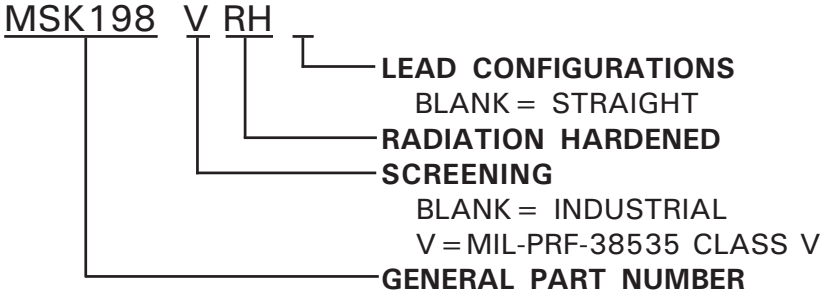 MSK198 V RH _
LEAD CONFIGURATIONS
BLANK = STRAIGHT
RADIATION HARDENED
SCREENING
BLANK = INDUSTRIAL
V=MIL-PRF-38535 CLASS V
GENERAL PART NUMBER